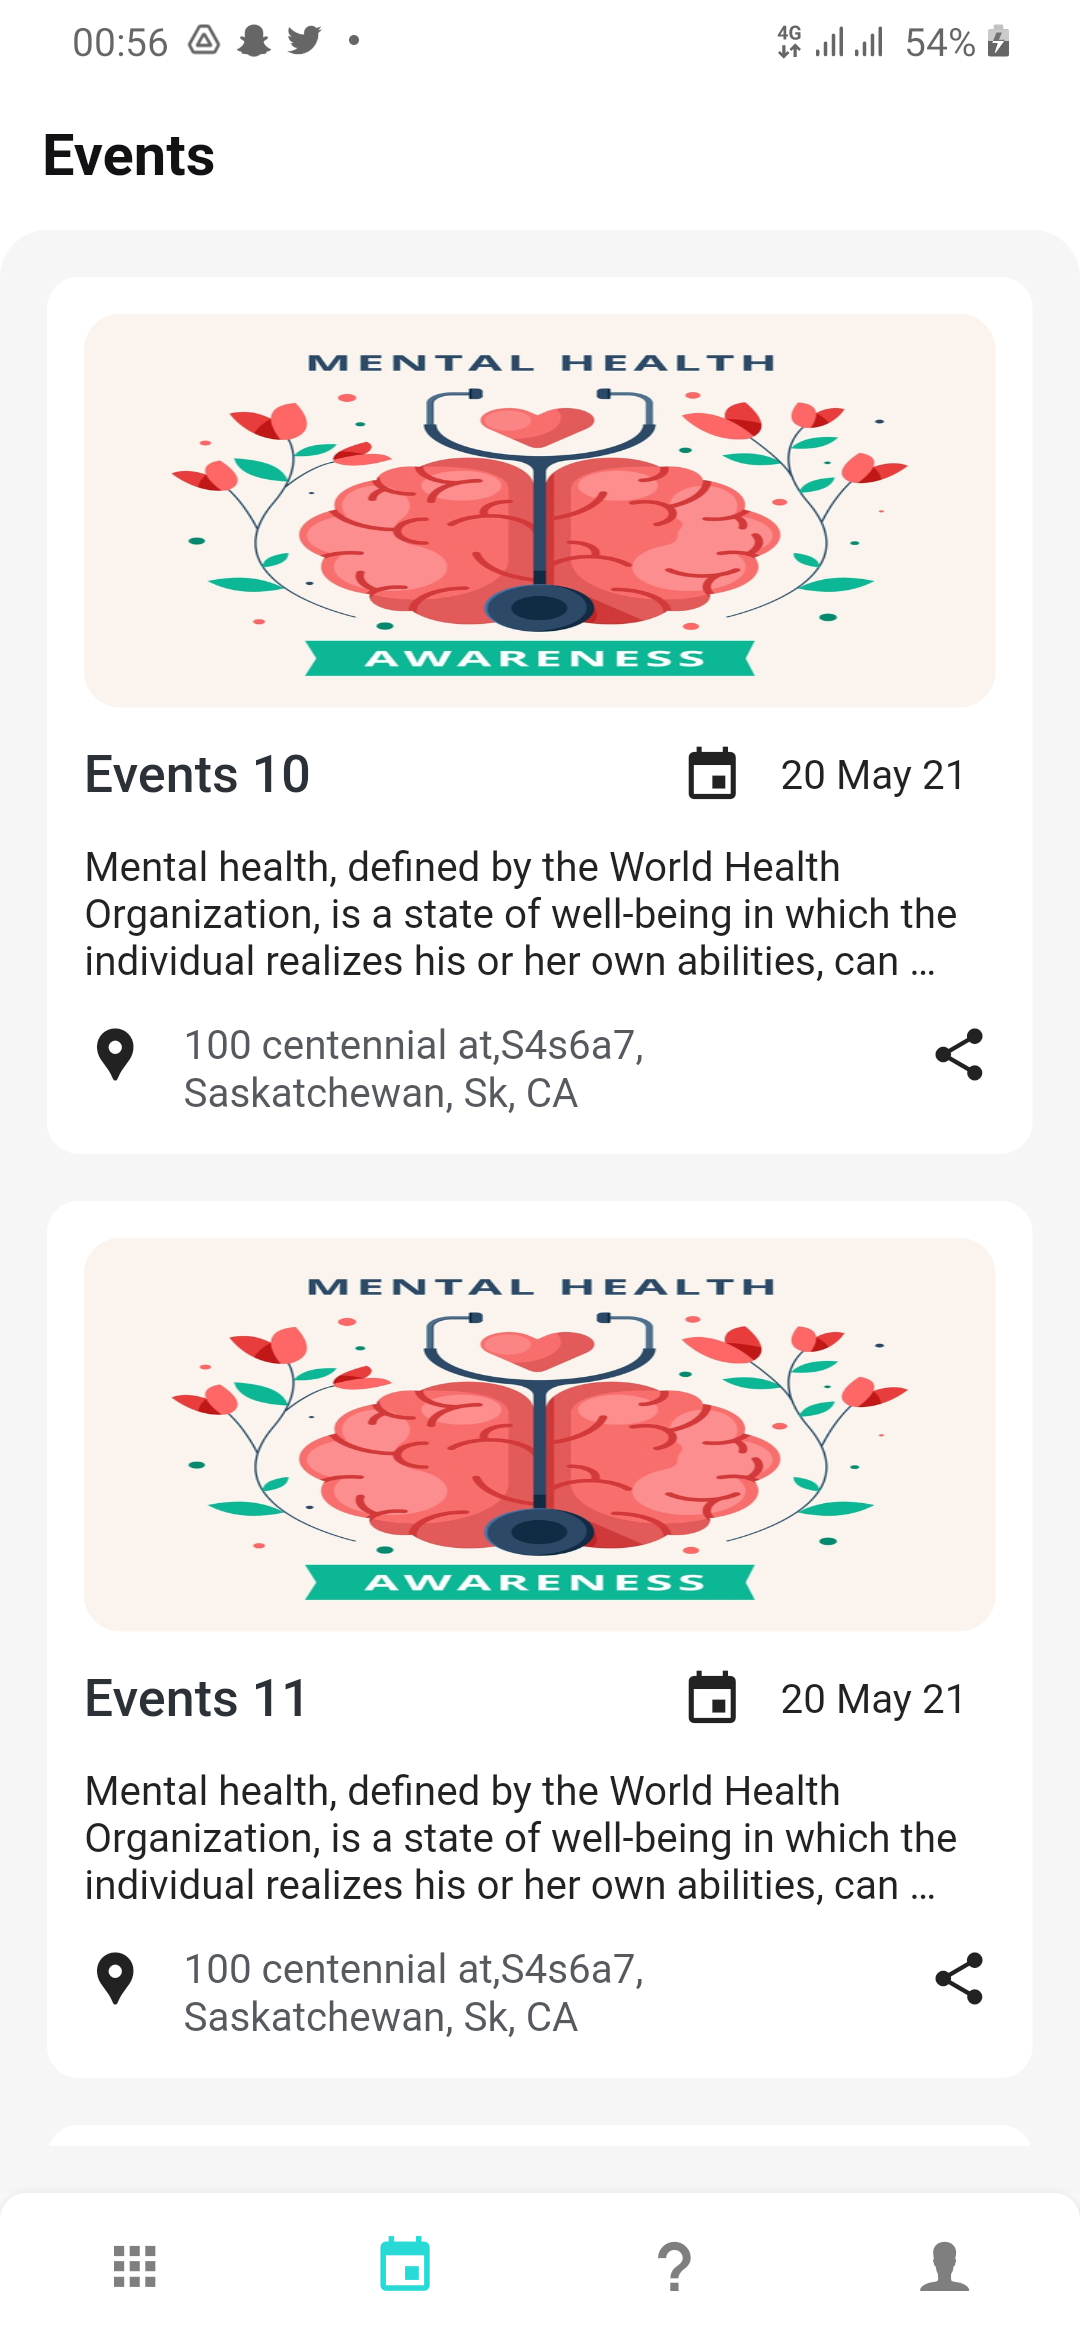 00:56
4G
54%
Events
MENTAL HEALTH
AWARENESS
Events 10
20 May 21
Mental health, defined by the World Health
Organization, is a state of well-being in which the
individual realizes his or her own abilities, can ...
100 centennial at,S4s6a7,
Saskatchewan, Sk, CA
MENTAL HEALTH
AWARENESS
Events 11
20 May 21
Mental health, defined by the World Health
Organization, is a state of well-being in which the
individual realizes his or her own abilities, can ...
100 centennial at,S4s6a7,
Saskatchewan, Sk, CA